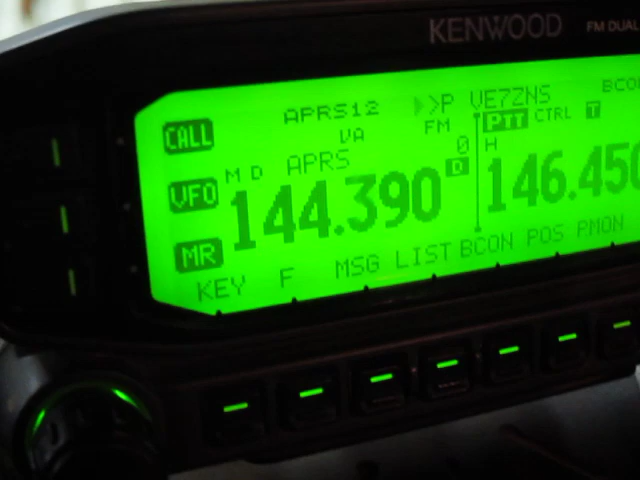 KENWOOD FM DUAL
APRS12 >>P VE7ZNS BCO
VA FM PTT CTRL T
CALL
M D APRS 0 D H
VFO 144.390 146.450
MR
KEY F MSG LIST BCON POS PMON